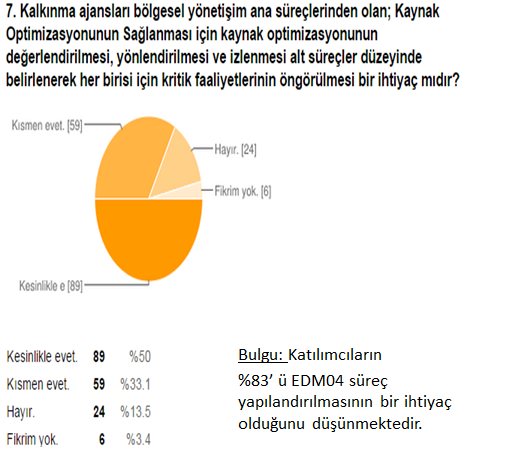 7. Kalkınma ajansları bölgesel yönetişim ana süreçlerinden olan; Kaynak
Optimizasyonunun Sağlanması için kaynak optimizasyonunun
değerlendirilmesi, yönlendirilmesi ve izlenmesi alt süreçler düzeyinde
belirlenerek her birisi için kritik faaliyetlerinin öngörülmesi bir ihtiyaç mıdır?
Kısmen evet. [59]
Hayır. [24]
Fikrim yok. [6]
Kesinlikle e [89]
Kesinlikle evet. 89 %50
Kısmen evet. 59 %33.1
Hayır. 24 %13.5
Fikrim yok. 6 %3.4
Bulgu: Katılımcıların
%83’ ü EDM04 süreç
yapılandırılmasının bir ihtiyaç
olduğunu düşünmektedir.